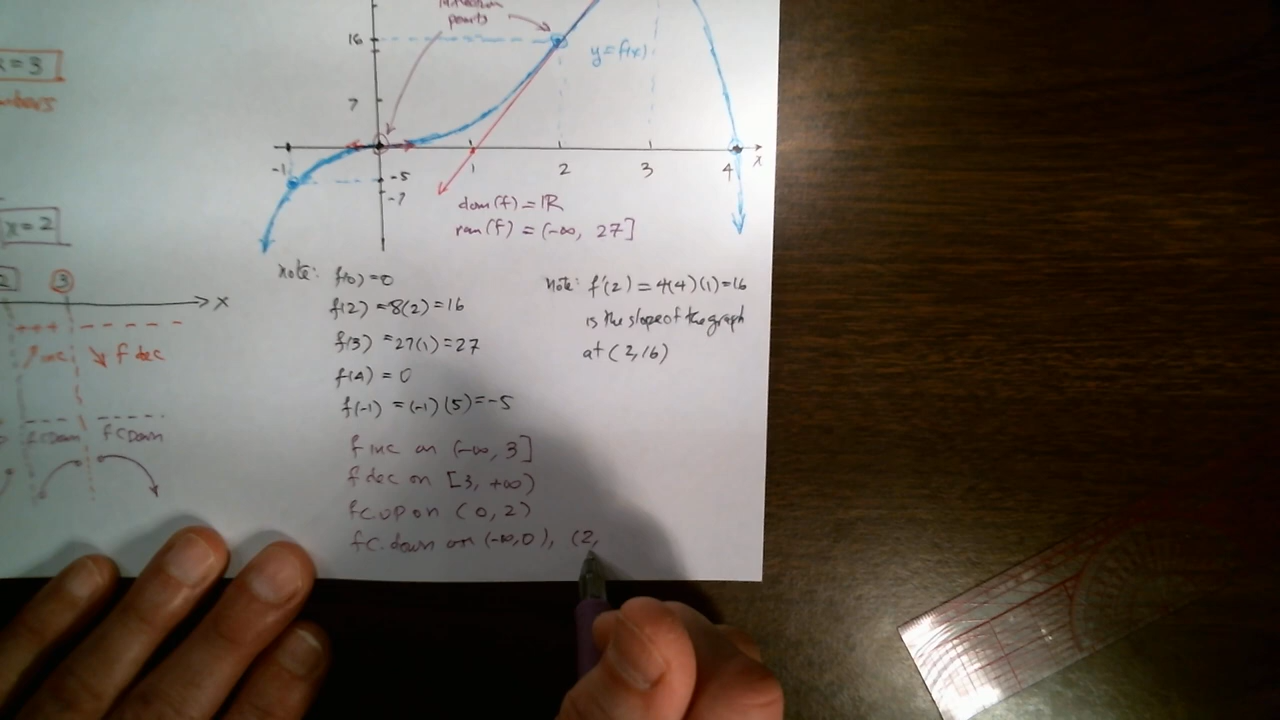 points
16
y=f(x)
x=3
7
-1
1
2
3
4
x
-5
-7
dom(f)=ℝ
ran(f) = (-∞, 27]
x=2
note: f(0)=0
f(2) =8(2)=16
f(3) =27(1)=27
f(4) = 0
f(-1) =(-1)(5)=-5
note: f'(2)=4(4)(1)=16
is the slope of the graph
at (2,16)
2 3 x
+++ ------
inc f dec
f CDown f CDown
f inc on (-∞, 3]
f dec on [3, +∞)
f C.up on (0,2)
f C.down on (-∞,0), (2,